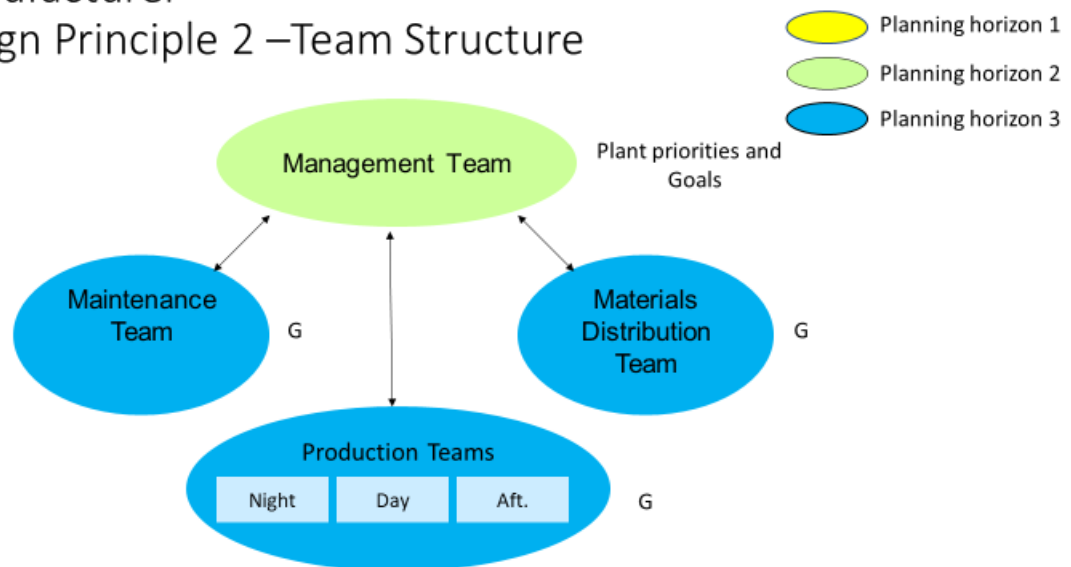 gn Principle 2 –Team Structure
Planning horizon 1
Planning horizon 2
Planning horizon 3
Management Team
Plant priorities and
Goals
Maintenance
Team
G
Materials
Distribution
Team
G
Production Teams
Night
Day
Aft.
G